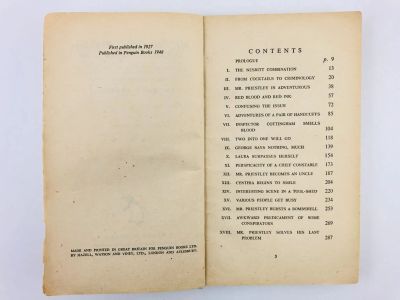 First published in 1927
Published in Penguin Books 1948
MADE AND PRINTED IN GREAT BRITAIN FOR PENGUIN BOOKS LTD
BY HAZELL, WATSON AND VINEY, LTD, LONDON AND AYLESBURY.
CONTENTS
PROLOGUE p. 9
I. THE NESBITT COMBINATION 13
II. FROM COCKTAILS TO CRIMINOLOGY 20
III. MR. PRIESTLEY IS ADVENTUROUS 38
IV. RED BLOOD AND RED INK 57
V. CONFUSING THE ISSUE 72
VI. ADVENTURES OF A PAIR OF HANDCUFFS 85
VII. INSPECTOR COTTINGHAM SMELLS
BLOOD 104
VIII. TWO INTO ONE WILL GO 118
IX. GEORGE HAS NOTHING, MUCH 139
X. LAURA SURPASSES HERSELF 154
XI. PERSPICACITY OF A CHIEF CONSTABLE 173
XII. MR. PRIESTLEY BECOMES AN UNCLE 187
XIII. CYNTHIA BEGINS TO SMILE 204
XIV. INTERESTING SCENE IN A TOOL-SHED 220
XV. VARIOUS PEOPLE GET BUSY 234
XVI. MR. PRIESTLEY BURSTS A BOMBSHELL 253
XVII. AWKWARD PREDICAMENT OF SOME
CONSPIRATORS 269
XVIII. MR. PRIESTLEY SOLVES HIS LAST
PROBLEM 287
5